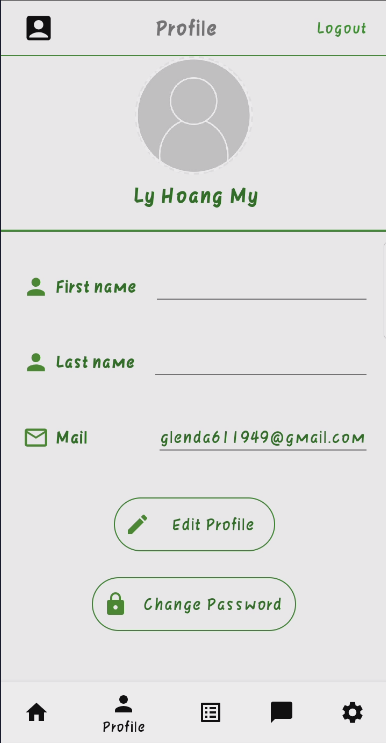 Profile
Logout
Ly Hoang My
First name
Last name
Mail
glenda611949@gmail.com
Edit Profile
Change Password
Profile